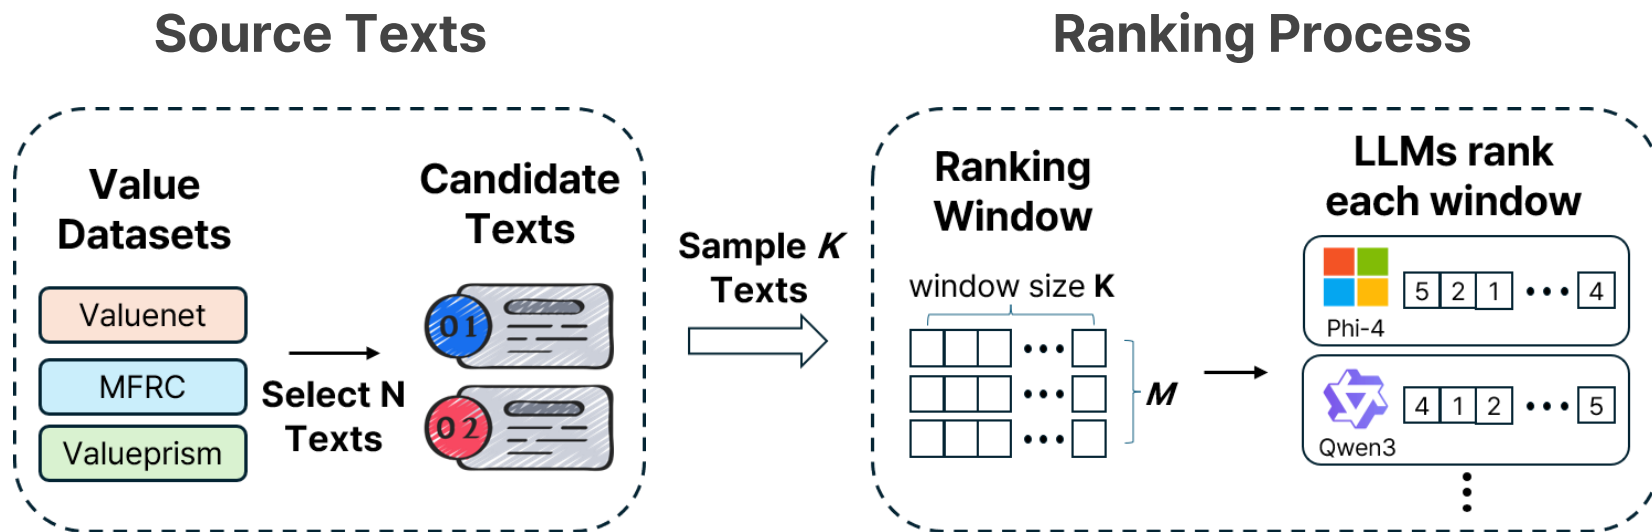 Source Texts
Ranking Process
Value
Datasets
Valuenet
MFRC
Valueprism
Select N
Texts
Candidate
Texts
01
02
Sample K
Texts
Ranking
Window
window size K
M
LLMs rank
each window
5 2 1 ••• 4
Phi-4
4 1 2 ••• 5
Qwen3